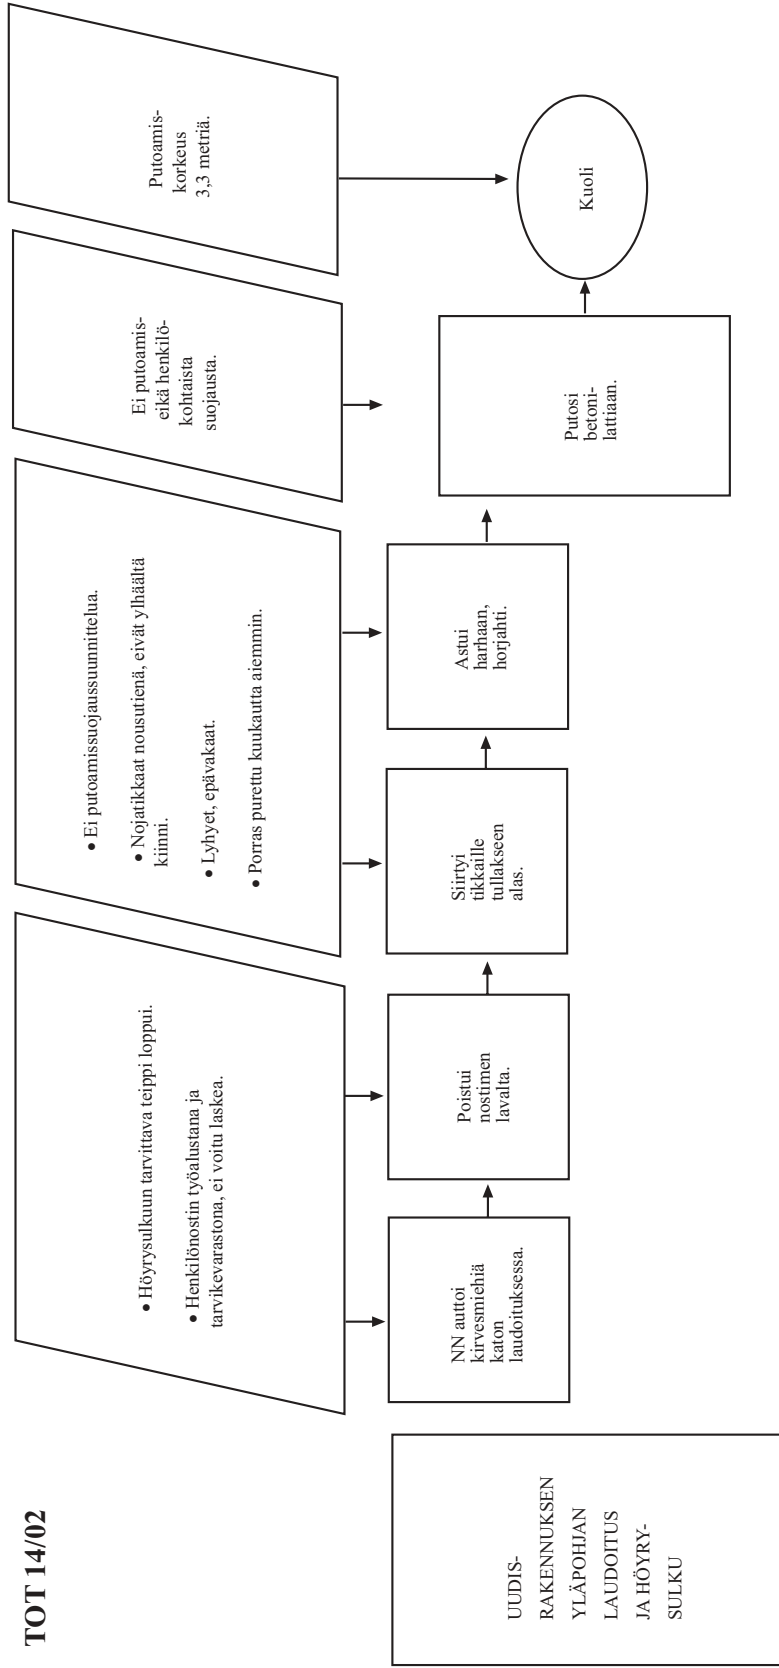 TOT 14/02
• Höyrysulkuun tarvittava teippi loppui.
• Henkilönostin työalustana ja
tarvikevarastona, ei voitu laskea.
• Ei putoamissuojaussuunnittelua.
• Nojatikkaat nousutienä, eivät ylhäältä
kiinni.
• Lyhyet, epävakaat.
• Porras purettu kuukautta aiemmin.
Ei putoamis-
eikä henkilö-
kohtaista
suojausta.
Putoamis-
korkeus
3,3 metriä.
UUDIS-
RAKENNUKSEN
YLÄPOHJAN
LAUDOITUS
JA HÖYRY-
SULKU
NN auttoi
kirvesmiehiä
katon
laudoituksessa.
Poistui
nostimen
lavalta.
Siirtyi
tikkaille
tullakseen
alas.
Astui
harhaan,
horjahti.
Putosi
betoni-
lattiaan.
Kuoli